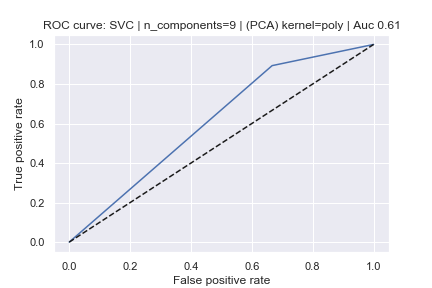 ROC curve: SVC | n_components=9 | (PCA) kernel=poly | Auc 0.61
1.0
0.8
0.6
0.4
0.2
0.0
True positive rate
0.0 0.2 0.4 0.6 0.8 1.0
False positive rate